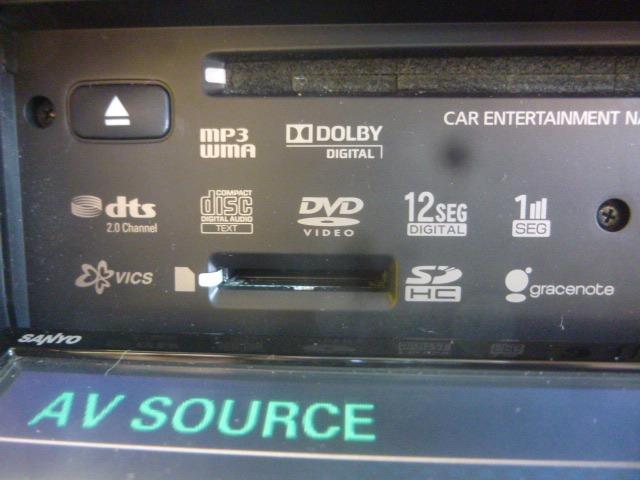 CAR ENTERTAINMENT
MP3
WMA
DOLBY
DIGITAL
dts
2.0 Channel
COMPACT
disc
DIGITAL AUDIO
TEXT
DVD
VIDEO
12SEG
DIGITAL
1
SEG
VICS
SD
HC
gracenote
SANYO
AV SOURCE